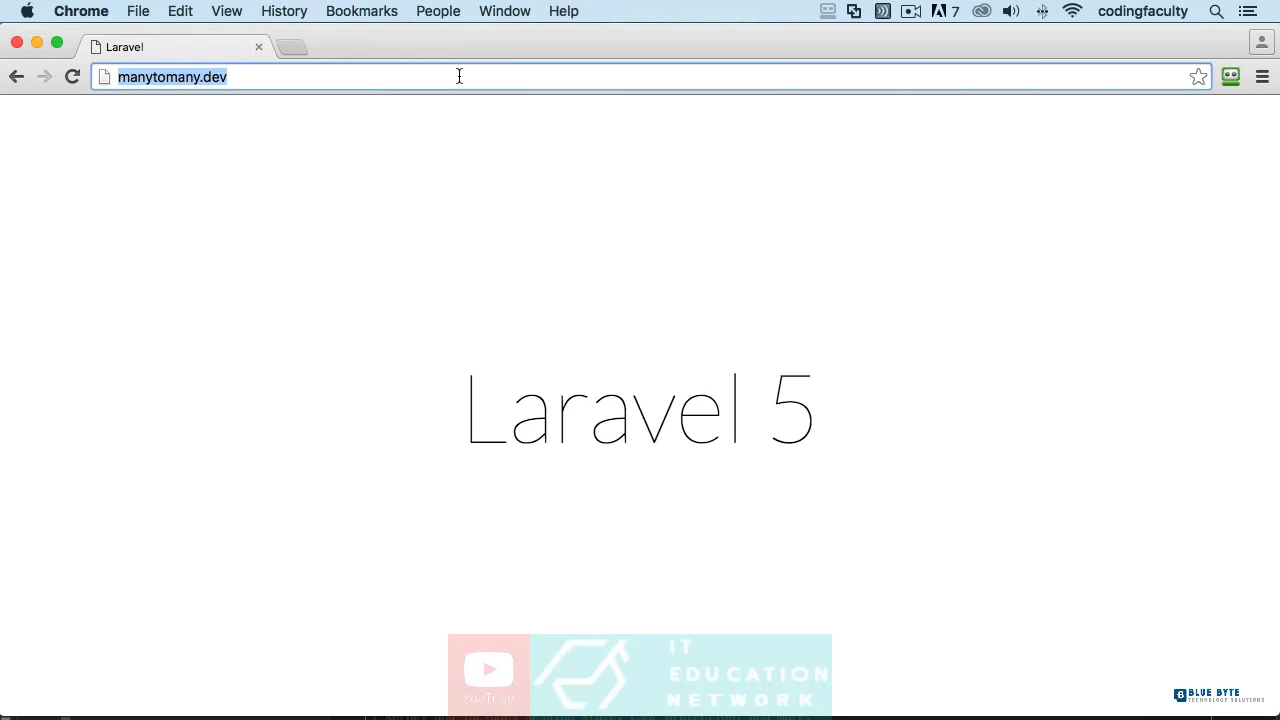 Chrome File Edit View History Bookmarks People Window Help 7 codingfaculty
Laravel
manytomany.dev
Laravel 5
YouTube
IT
EDUCATION
NETWORK
BLUE BYTE
TECHNOLOGY SOLUTIONS